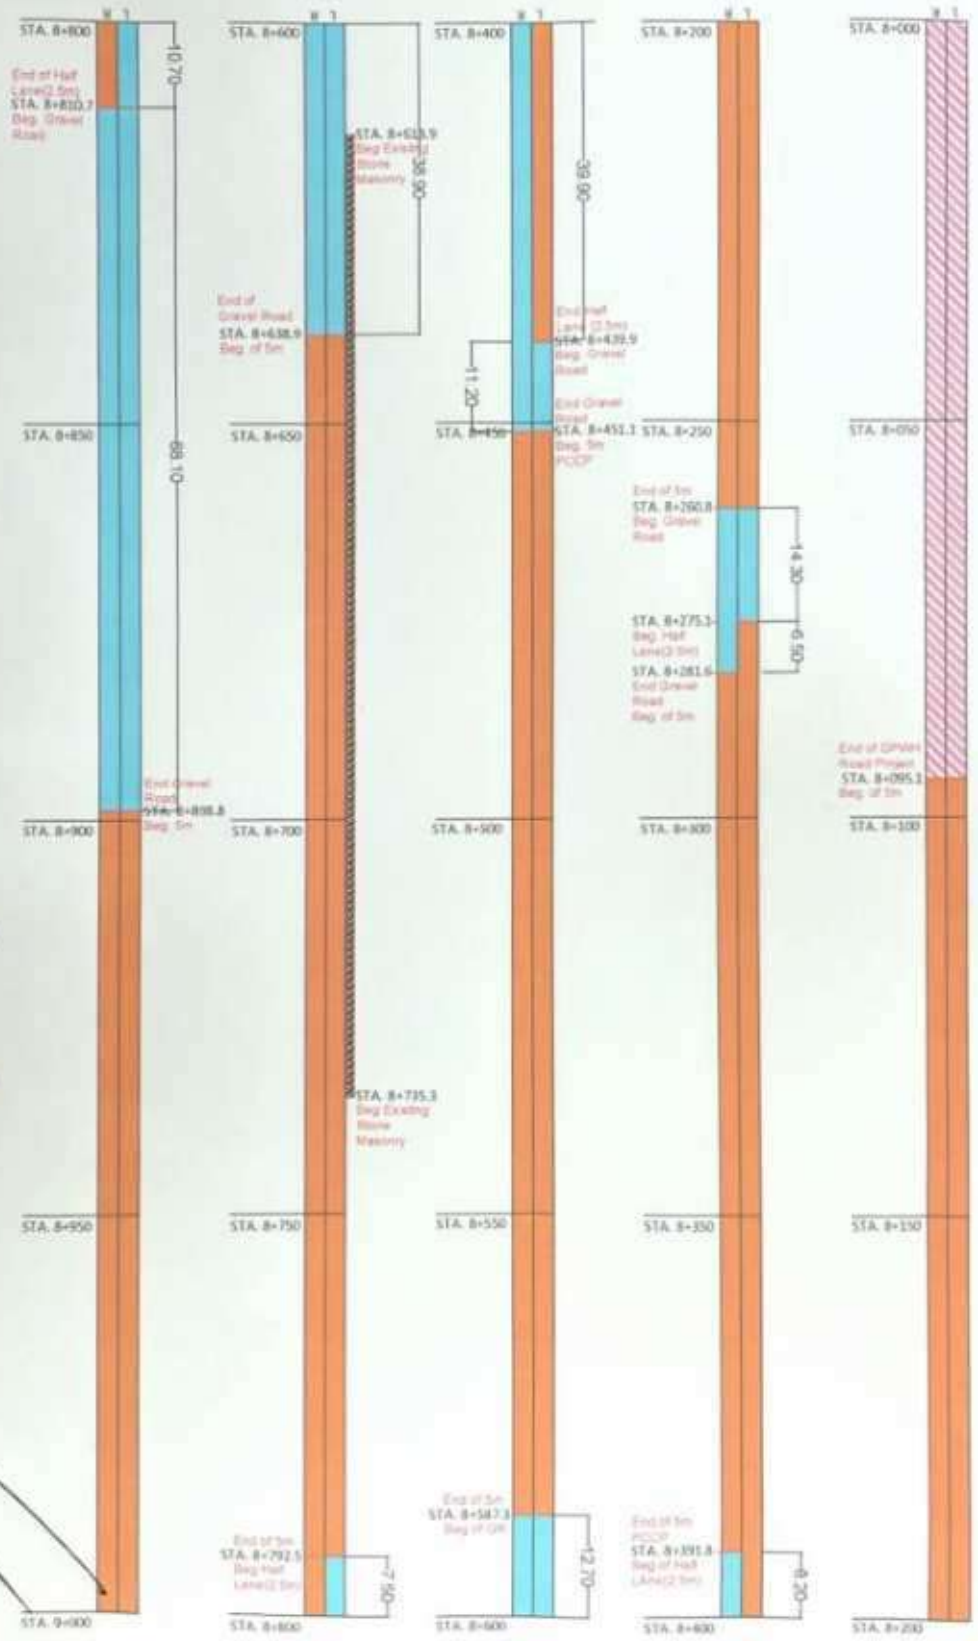 R L
STA. 8+800
10.70
End of Half
Lane(2.5m)
STA. 8+810.7
Beg. Gravel
Road
STA. 8+850
88.10
End Gravel
Road
STA. 8+898.8
Beg. 5m
STA. 8+900
STA. 8+950
STA. 9+000
R L
STA. 8+600
38.90
STA. 8+613.9
Beg Existing
Stone
Masonry
End of
Gravel Road
STA. 8+638.9
Beg. of 5m
STA. 8+650
STA. 8+700
STA. 8+735.3
Beg Existing
Stone
Masonry
STA. 8+750
End of 5m
STA. 8+792.5
Beg Half
Lane(2.5m)
7.50
STA. 8+800
R L
STA. 8+400
39.90
End Half
Lane (2.5m)
STA. 8+439.9
Beg. Gravel
Road
11.20
End Gravel
Road
STA. 8+450
STA. 8+451.1
Beg. 5m
PCCP
STA. 8+500
STA. 8+550
End of 5m
STA. 8+587.3
Beg of GR
12.70
STA. 8+600
R L
STA. 8+200
STA. 8+250
End of 5m
STA. 8+260.8
Beg. Gravel
Road
14.30
STA. 8+275.1
Beg. Half
Lane(2.5m)
6.50
STA. 8+281.6
End Gravel
Road
Beg. of 5m
STA. 8+300
STA. 8+350
End of 5m
PCCP
STA. 8+391.8
Beg of Half
LAne(2.5m)
8.20
STA. 8+400
R L
STA. 8+000
STA. 8+050
End of DPWH
Road Project
STA. 8+095.1
Beg. of 5m
STA. 8+100
STA. 8+150
STA. 8+200